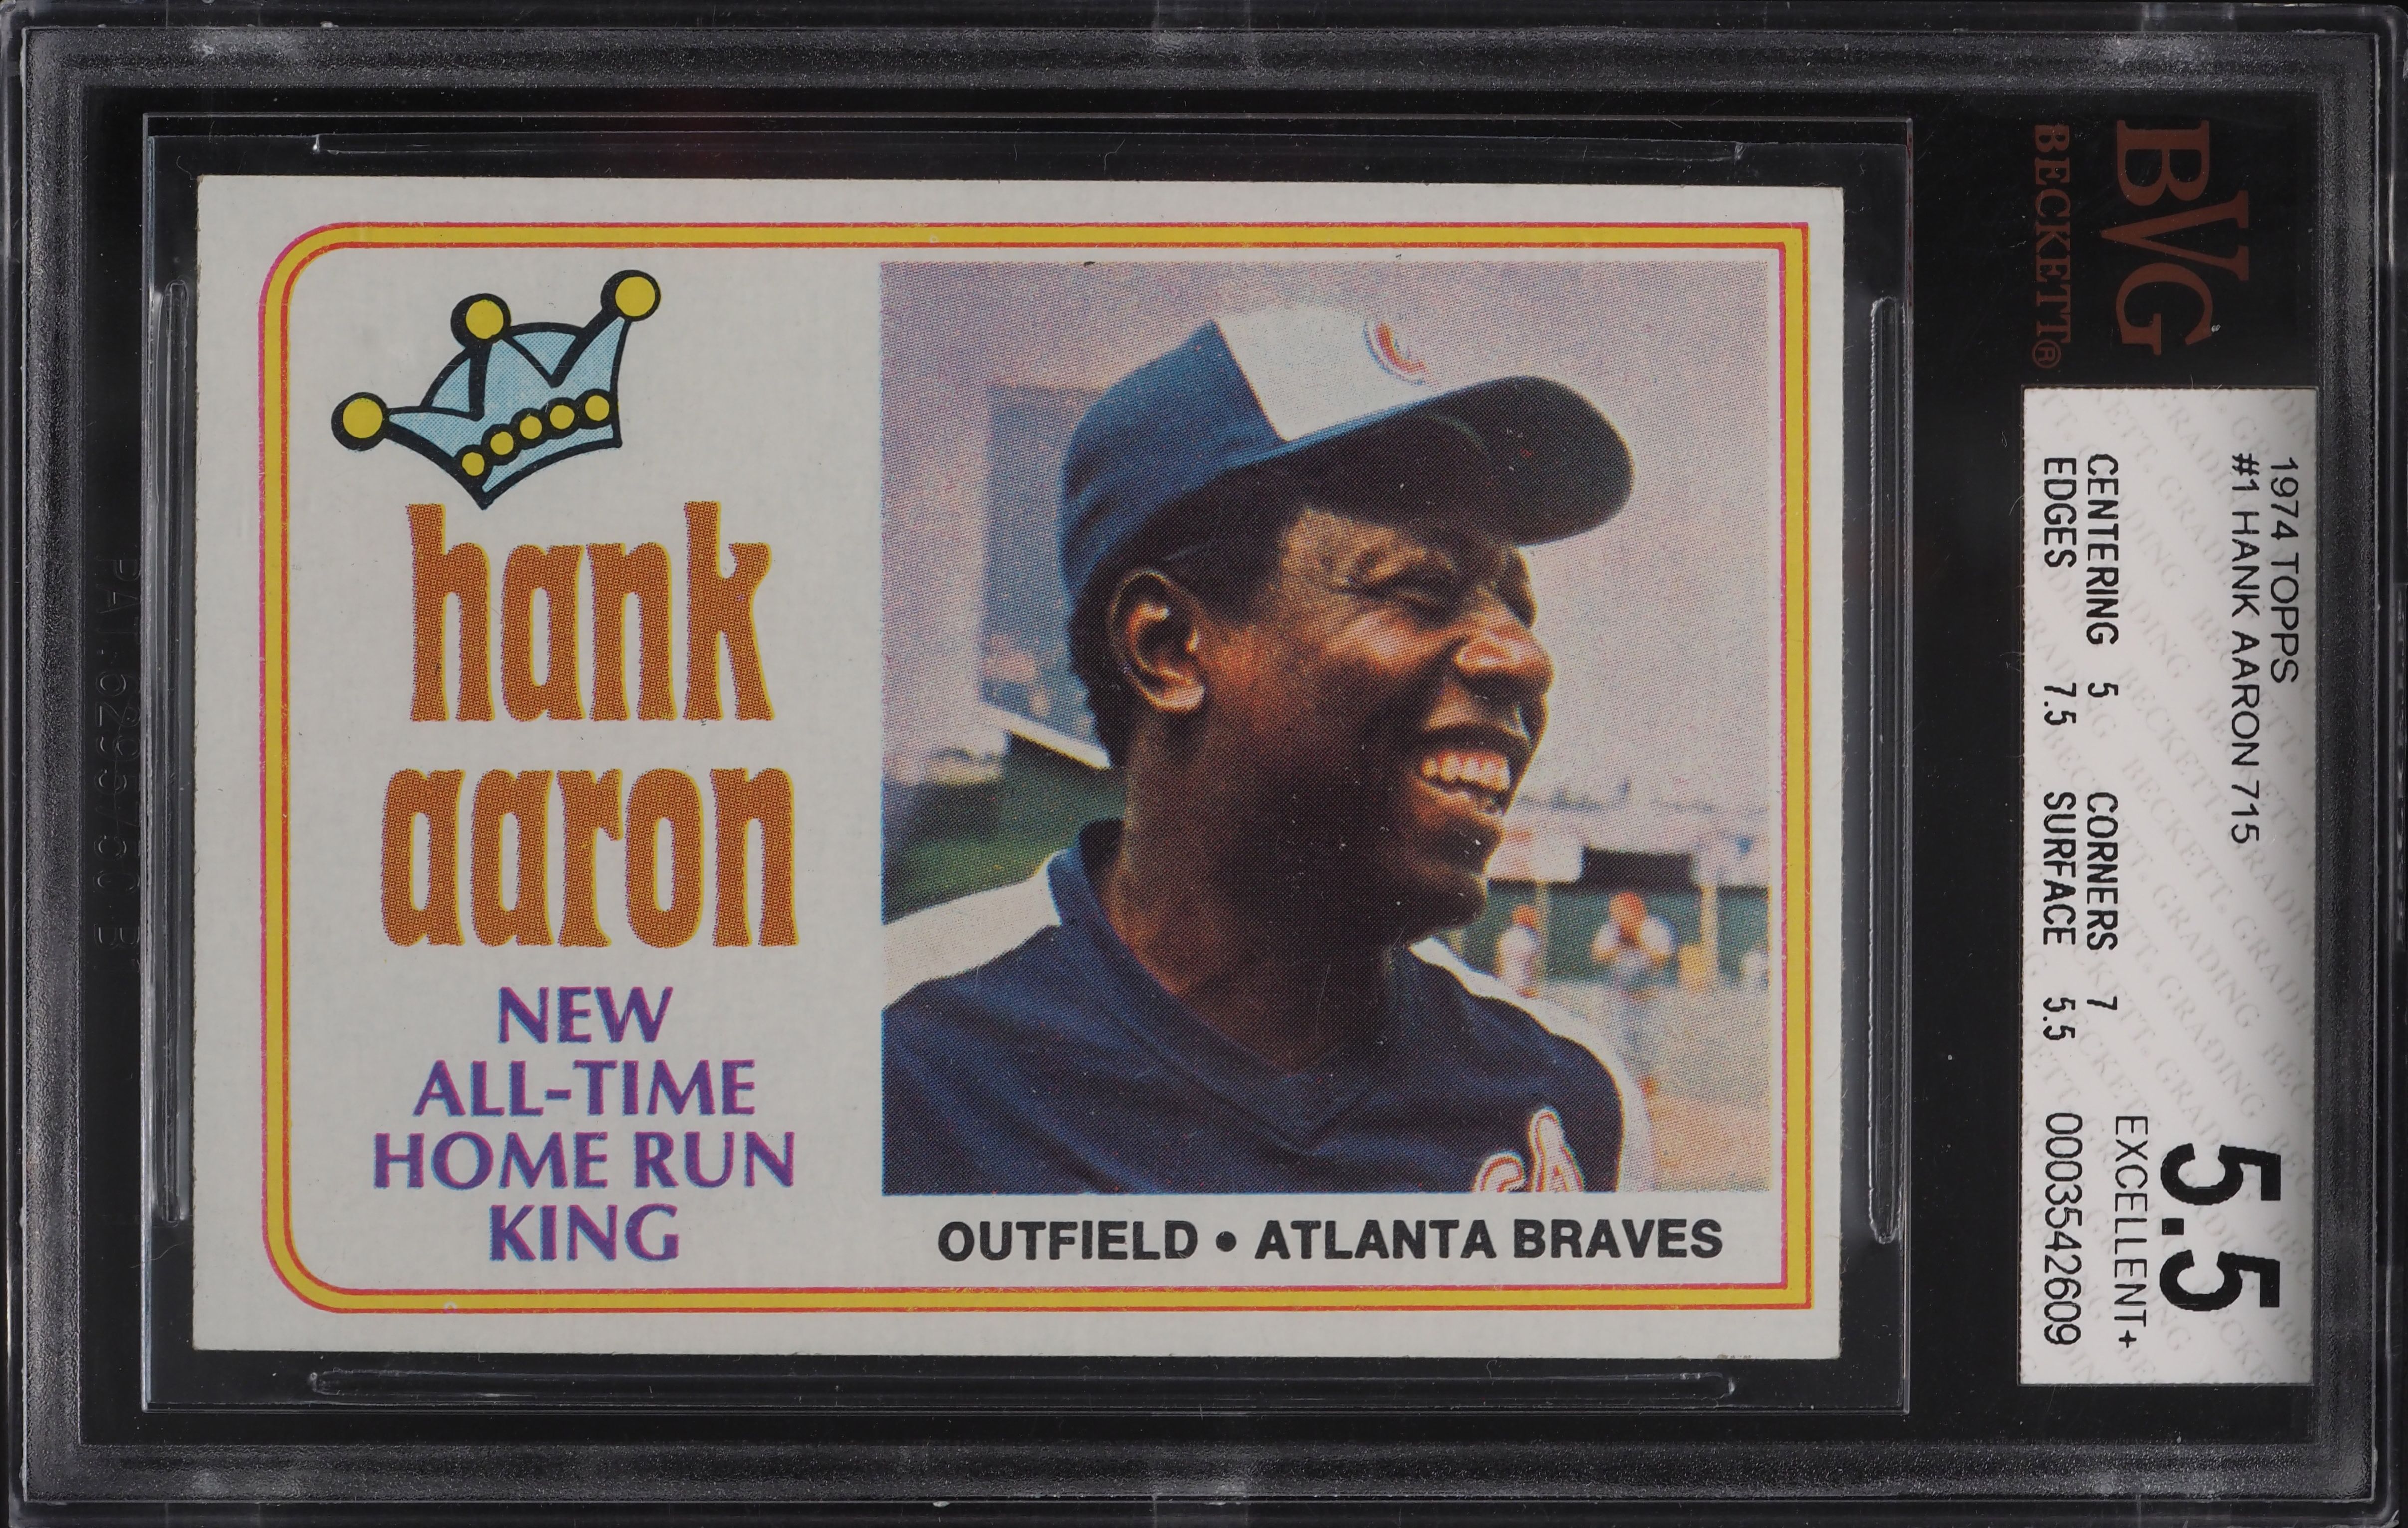 hank
aaron
NEW
ALL-TIME
HOME RUN
KING
OUTFIELD • ATLANTA BRAVES
BVG
BECKETT®
1974 TOPPS
#1 HANK AARON 715
CENTERING 5 CORNERS 7
EDGES 7.5 SURFACE 5.5
5.5
EXCELLENT+
0003542609